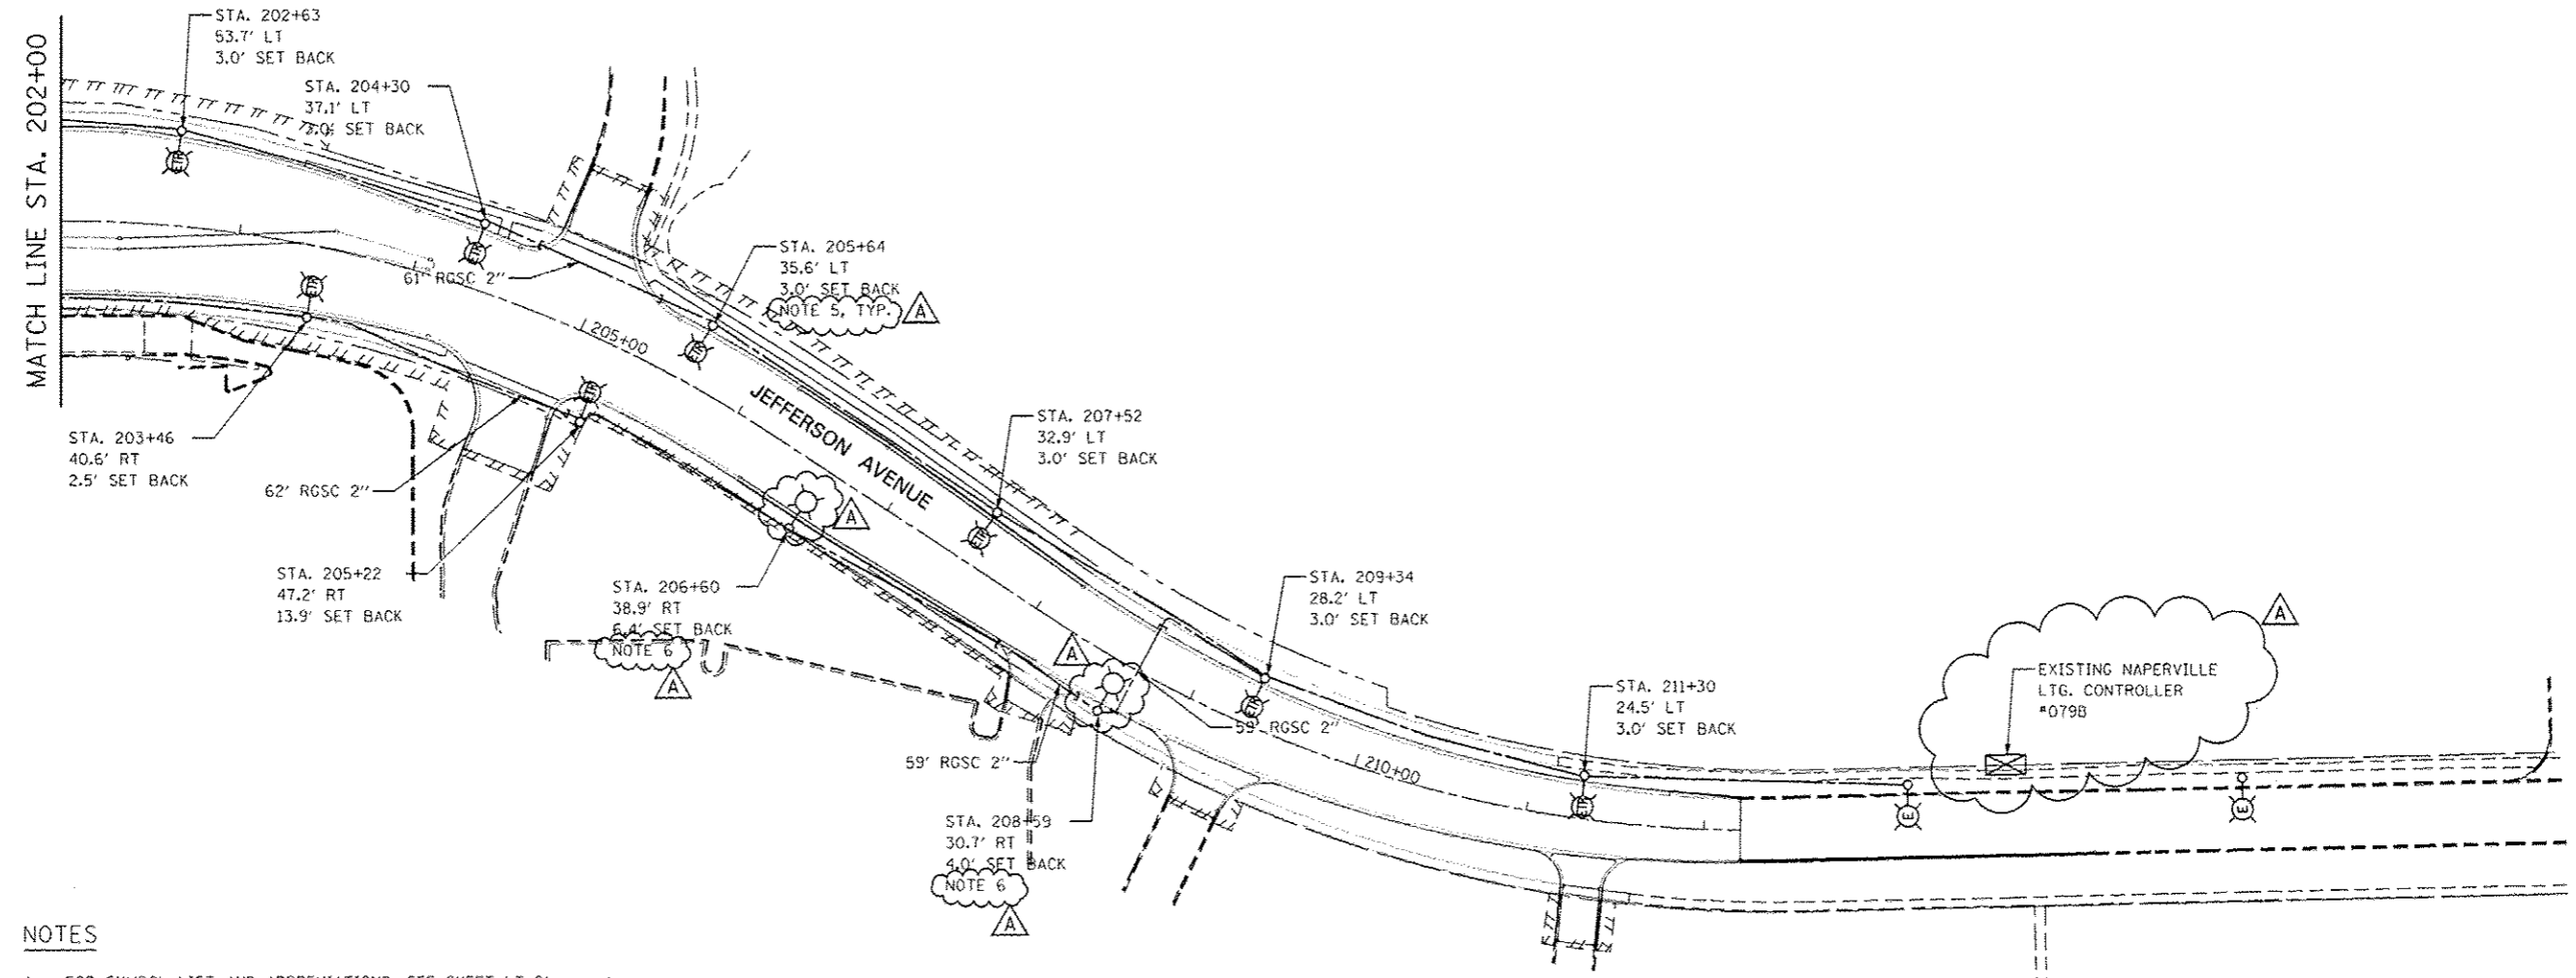 MATCH LINE STA. 202+00
STA. 202+63
53.7' LT
3.0' SET BACK
STA. 204+30
37.1' LT
3.0' SET BACK
61' RGSC 2"
STA. 205+64
35.6' LT
3.0' SET BACK
NOTE 5, TYP.
A
205+00
JEFFERSON AVENUE
STA. 203+46
40.6' RT
2.5' SET BACK
62' RGSC 2"
STA. 205+22
47.2' RT
13.9' SET BACK
A
STA. 207+52
32.9' LT
3.0' SET BACK
STA. 206+60
38.9' RT
6.4' SET BACK
NOTE 6
A
A
STA. 209+34
28.2' LT
3.0' SET BACK
59' RGSC 2"
59' RGSC 2"
STA. 208+59
30.7' RT
4.0' SET BACK
NOTE 6
A
210+00
STA. 211+30
24.5' LT
3.0' SET BACK
A
EXISTING NAPERVILLE
LTG. CONTROLLER
#079B
E
E
NOTES